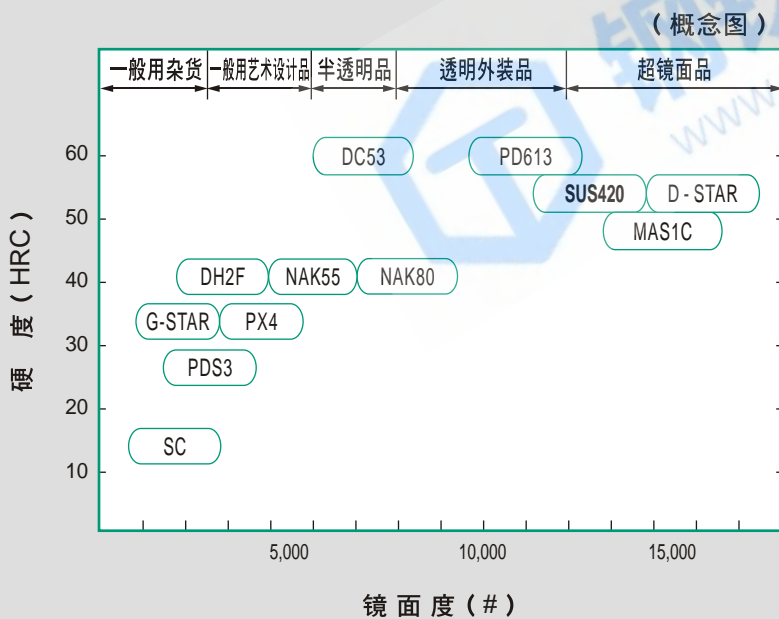 （概念图）
一般用杂货 一般用艺术设计品 半透明品 透明外装品 超镜面品
60 DC53 PD613
SUS420 D-STAR
50 MAS1C
40 DH2F NAK55 NAK80
G-STAR PX4
30
PDS3
20
SC
10
硬 度（HRC）
5,000 10,000 15,000
镜 面 度（#）
WWW